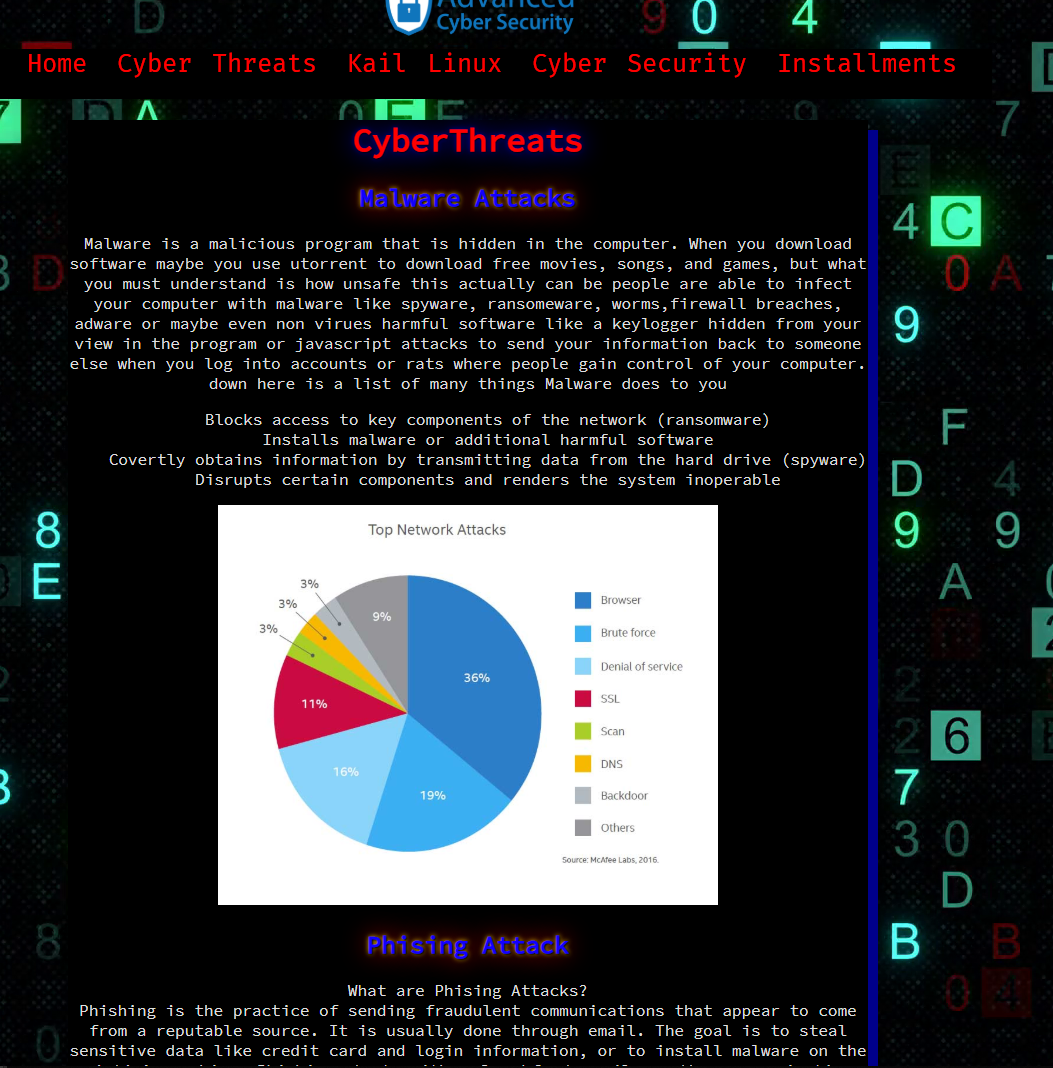 Advanced
Cyber Security
Home Cyber Threats Kail Linux Cyber Security Installments
CyberThreats
Malware Attacks
Malware is a malicious program that is hidden in the computer. When you download
software maybe you use utorrent to download free movies, songs, and games, but what
you must understand is how unsafe this actually can be people are able to infect
your computer with malware like spyware, ransomeware, worms,firewall breaches,
adware or maybe even non virues harmful software like a keylogger hidden from your
view in the program or javascript attacks to send your information back to someone
else when you log into accounts or rats where people gain control of your computer.
down here is a list of many things Malware does to you
Blocks access to key components of the network (ransomware)
Installs malware or additional harmful software
Covertly obtains information by transmitting data from the hard drive (spyware)
Disrupts certain components and renders the system inoperable
Top Network Attacks
3%
3%
3%
9%
36%
11%
16%
19%
Browser
Brute force
Denial of service
SSL
Scan
DNS
Backdoor
Others
Source: McAfee Labs, 2016.
Phising Attack
What are Phising Attacks?
Phishing is the practice of sending fraudulent communications that appear to come
from a reputable source. It is usually done through email. The goal is to steal
sensitive data like credit card and login information, or to install malware on the